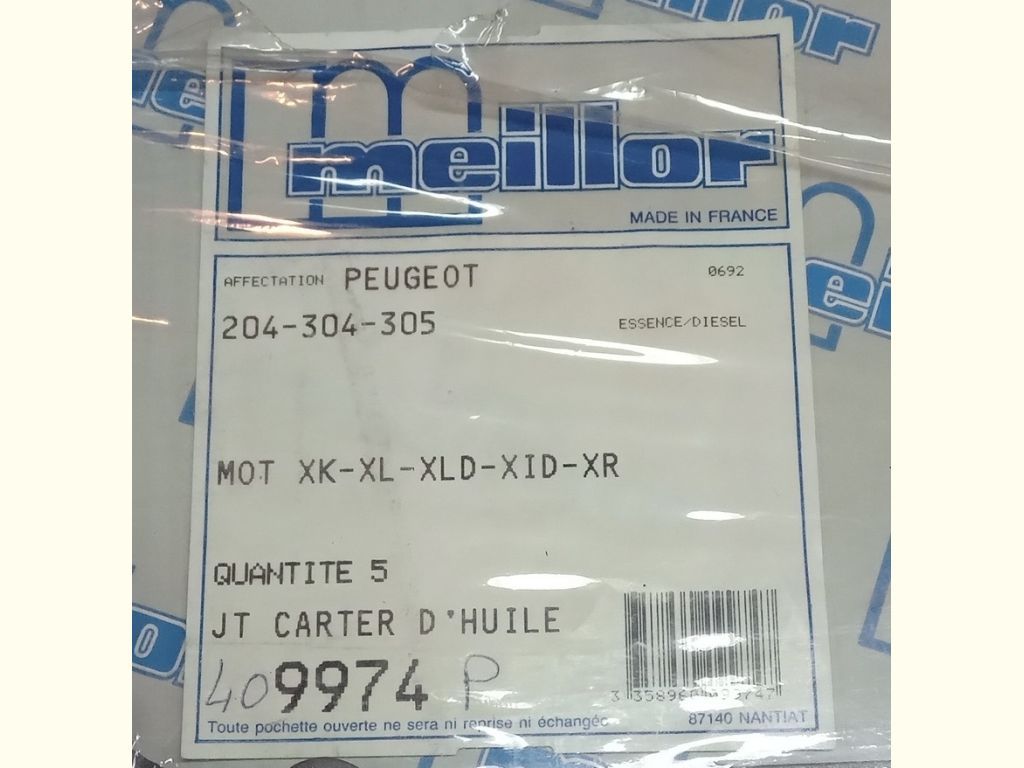 meillor
MADE IN FRANCE
AFFECTATION PEUGEOT 0692
204-304-305 ESSENCE/DIESEL
MOT XK-XL-XLD-XID-XR
QUANTITE 5
JT CARTER D'HUILE
409974 P
Toute pochette ouverte ne sera ni reprise ni échangée
87140 NANTIAT